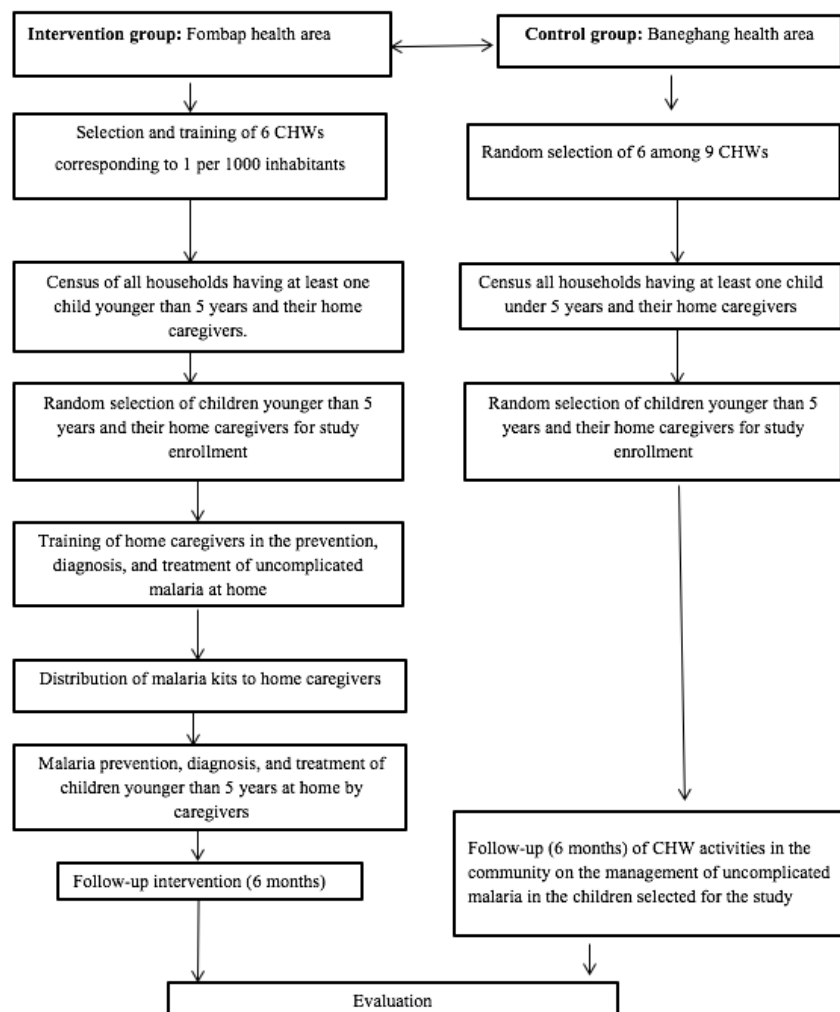 Intervention group: Fombap health area
Control group: Baneghang health area
Selection and training of 6 CHWs
corresponding to 1 per 1000 inhabitants
Random selection of 6 among 9 CHWs
Census of all households having at least one
child younger than 5 years and their home
caregivers.
Census all households having at least one child
under 5 years and their home caregivers
Random selection of children younger than 5
years and their home caregivers for study
enrollment
Random selection of children younger than 5
years and their home caregivers for study
enrollment
Training of home caregivers in the prevention,
diagnosis, and treatment of uncomplicated
malaria at home
Distribution of malaria kits to home caregivers
Malaria prevention, diagnosis, and treatment of
children younger than 5 years at home by
caregivers
Follow-up intervention (6 months)
Follow-up (6 months) of CHW activities in the
community on the management of uncomplicated
malaria in the children selected for the study
Evaluation